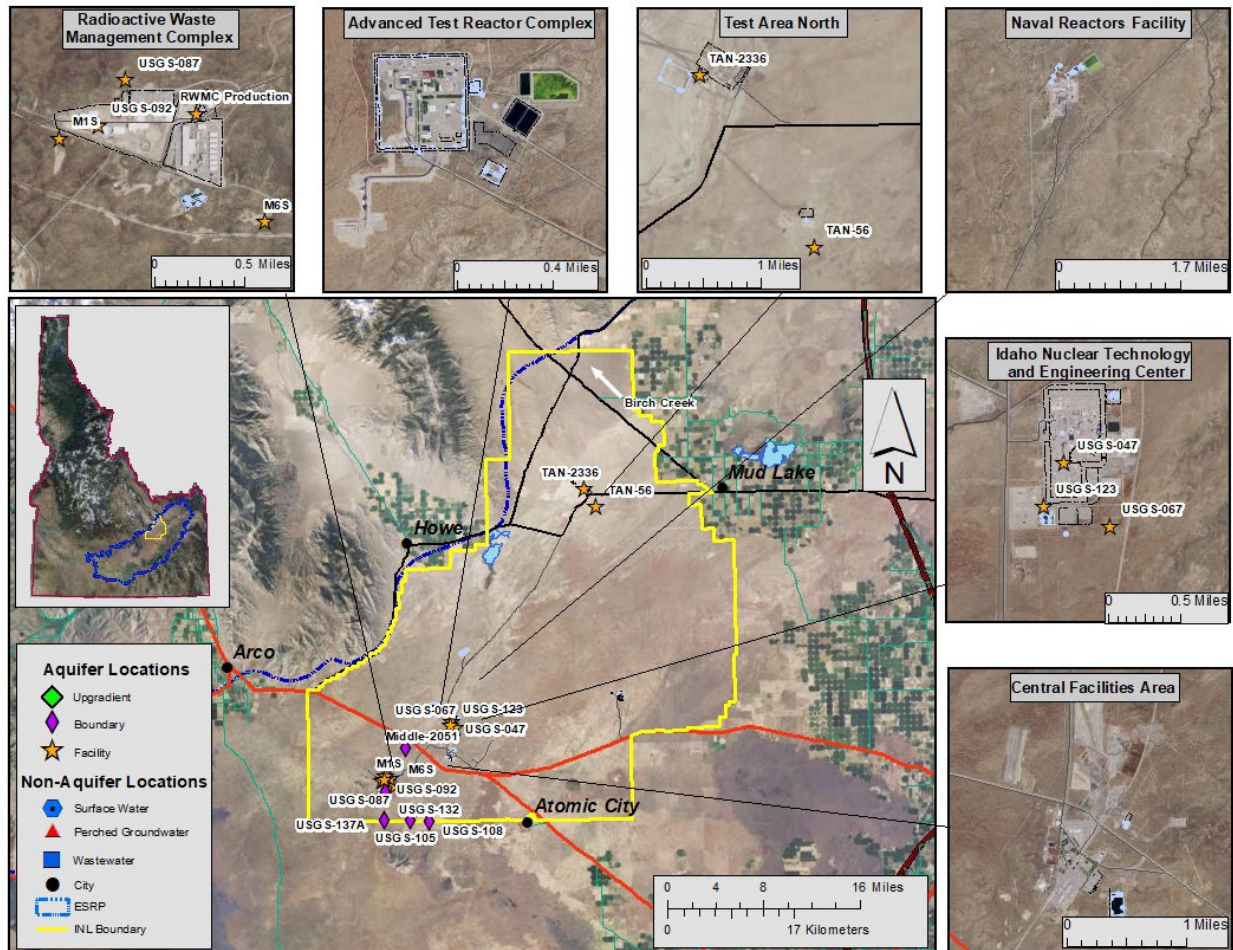 Radioactive Waste
Management Complex
USGS-087
USGS-092
RWMC Production
M1S
M6S
0 0.5 Miles
Advanced Test Reactor Complex
0 0.4 Miles
Test Area North
TAN-2336
TAN-56
0 1 Miles
Naval Reactors Facility
0 1.7 Miles
Birch Creek
TAN-2336
TAN-56
Mud Lake
Howe
N
Arco
USGS-067
USGS-123
USGS-047
Middle-2051
M1S
M6S
USGS-092
USGS-087
USGS-132
USGS-137A
USGS-108
USGS-105
Atomic City
0 4 8 16 Miles
0 17 Kilometers
Aquifer Locations
Upgradient
Boundary
Facility
Non-Aquifer Locations
Surface Water
Perched Groundwater
Wastewater
City
ESRP
INL Boundary
Idaho Nuclear Technology
and Engineering Center
USGS-047
USGS-123
USGS-067
0 0.5 Miles
Central Facilities Area
0 1 Miles